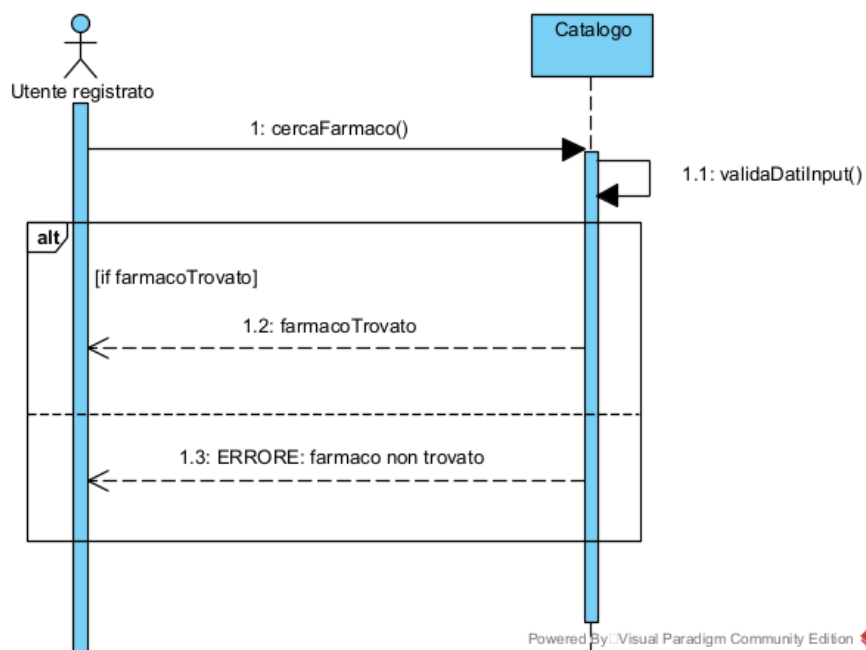 Catalogo
Utente registrato
1: cercaFarmaco()
1.1: validaDatiInput()
alt
[if farmacoTrovato]
1.2: farmacoTrovato
1.3: ERRORE: farmaco non trovato
Powered By Visual Paradigm Community Edition